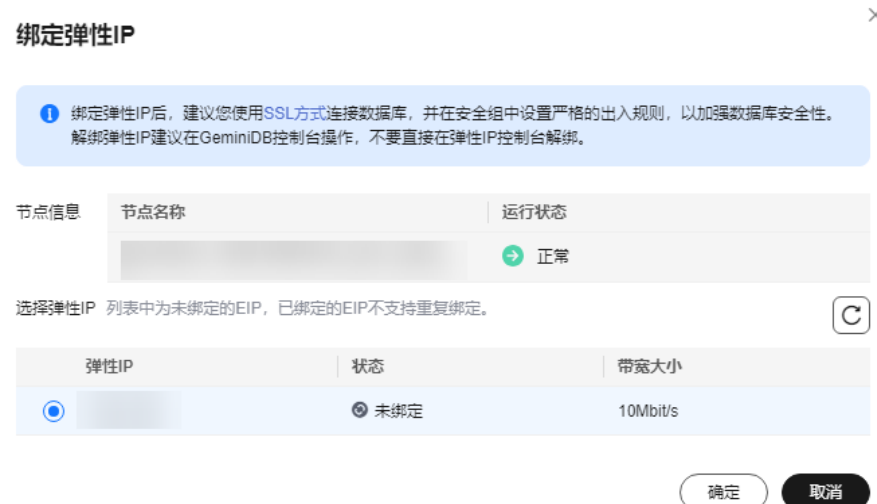 绑定弹性IP
绑定弹性IP后，建议您使用SSL方式连接数据库，并在安全组中设置严格的出入规则，以加强数据库安全性。
解绑弹性IP建议在GeminiDB控制台操作，不要直接在弹性IP控制台解绑。
节点信息 节点名称 运行状态
正常
选择弹性IP 列表中为未绑定的EIP，已绑定的EIP不支持重复绑定。
弹性IP 状态 带宽大小
未绑定 10Mbit/s
确定 取消